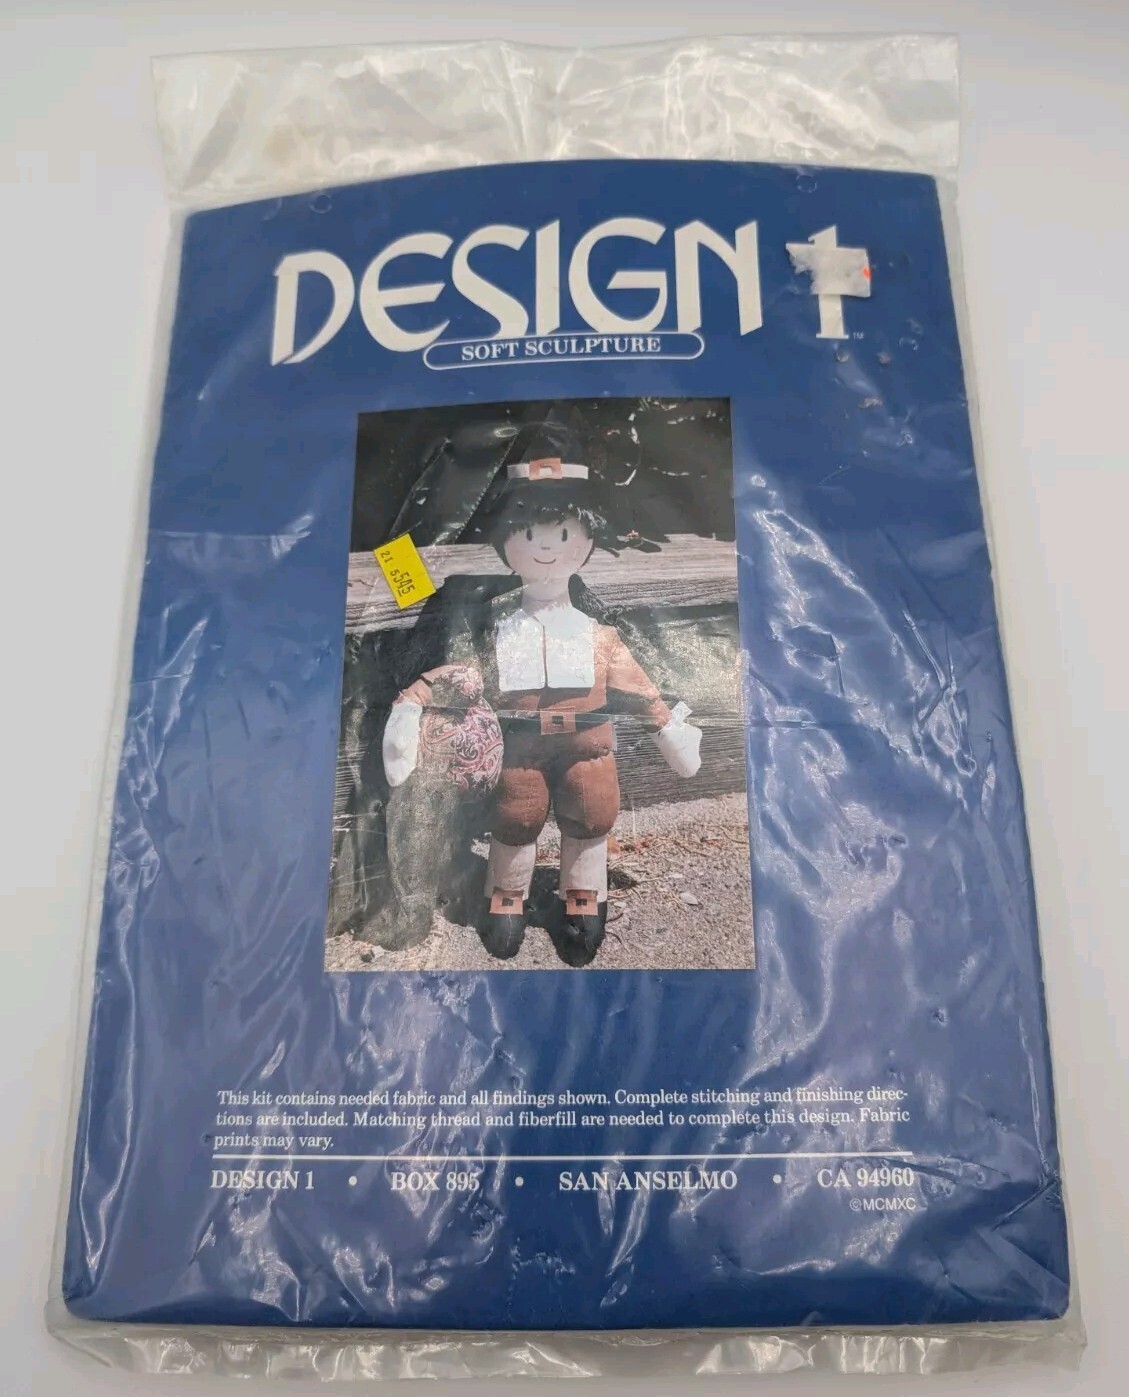 DESIGN 1
TM
SOFT SCULPTURE
21
5 545
This kit contains needed fabric and all findings shown. Complete stitching and finishing direc-
tions are included. Matching thread and fiberfill are needed to complete this design. Fabric
prints may vary.
DESIGN 1 • BOX 895 • SAN ANSELMO • CA 94960
©MCMXC